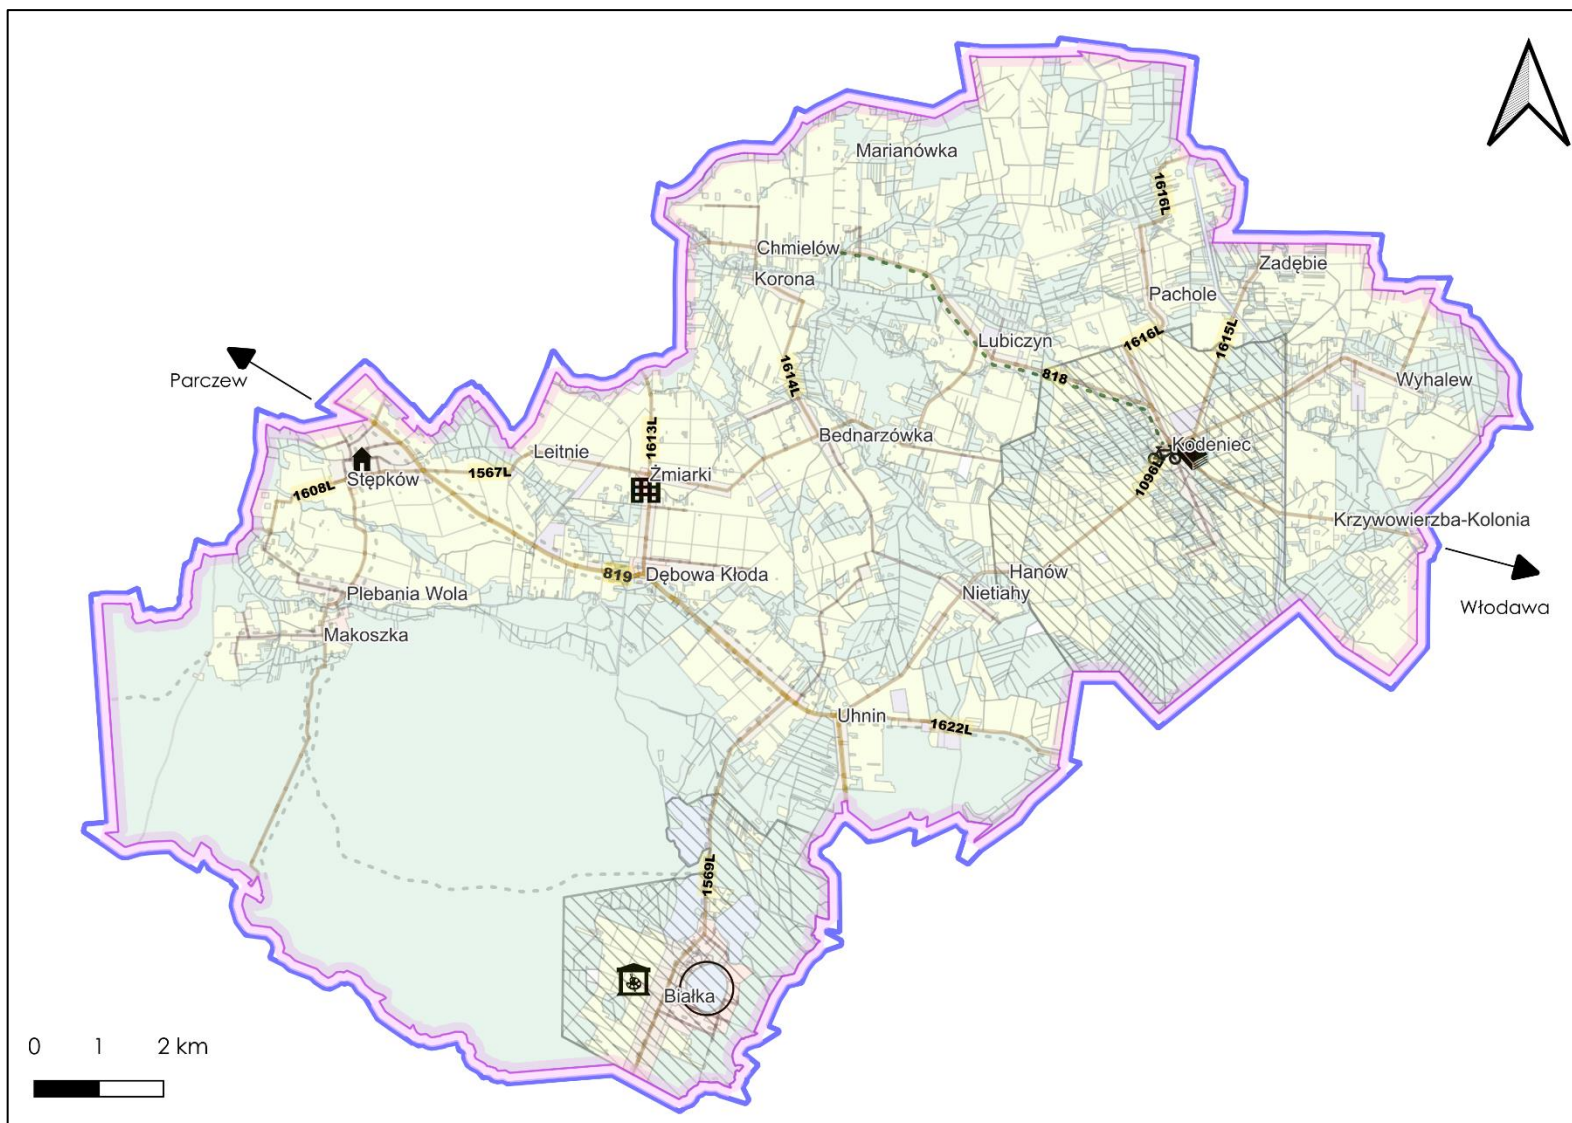 Marianówka
1616L
Chmielów
Zadębie
Korona
Pachole
Lubiczyn
1616L
1615L
Parczew
1614L
818
Wyhalew
Bednarzówka
1613L
Kodeniec
Leitnie
Żmiarki
1567L
Stępków
1608L
1096L
Krzywowierzba-Kolonia
819
Dębowa Kłoda
Hanów
Nietiahy
Plebania Wola
Włodawa
Makoszka
Uhnin
1622L
1569L
Białka
0 1 2 km